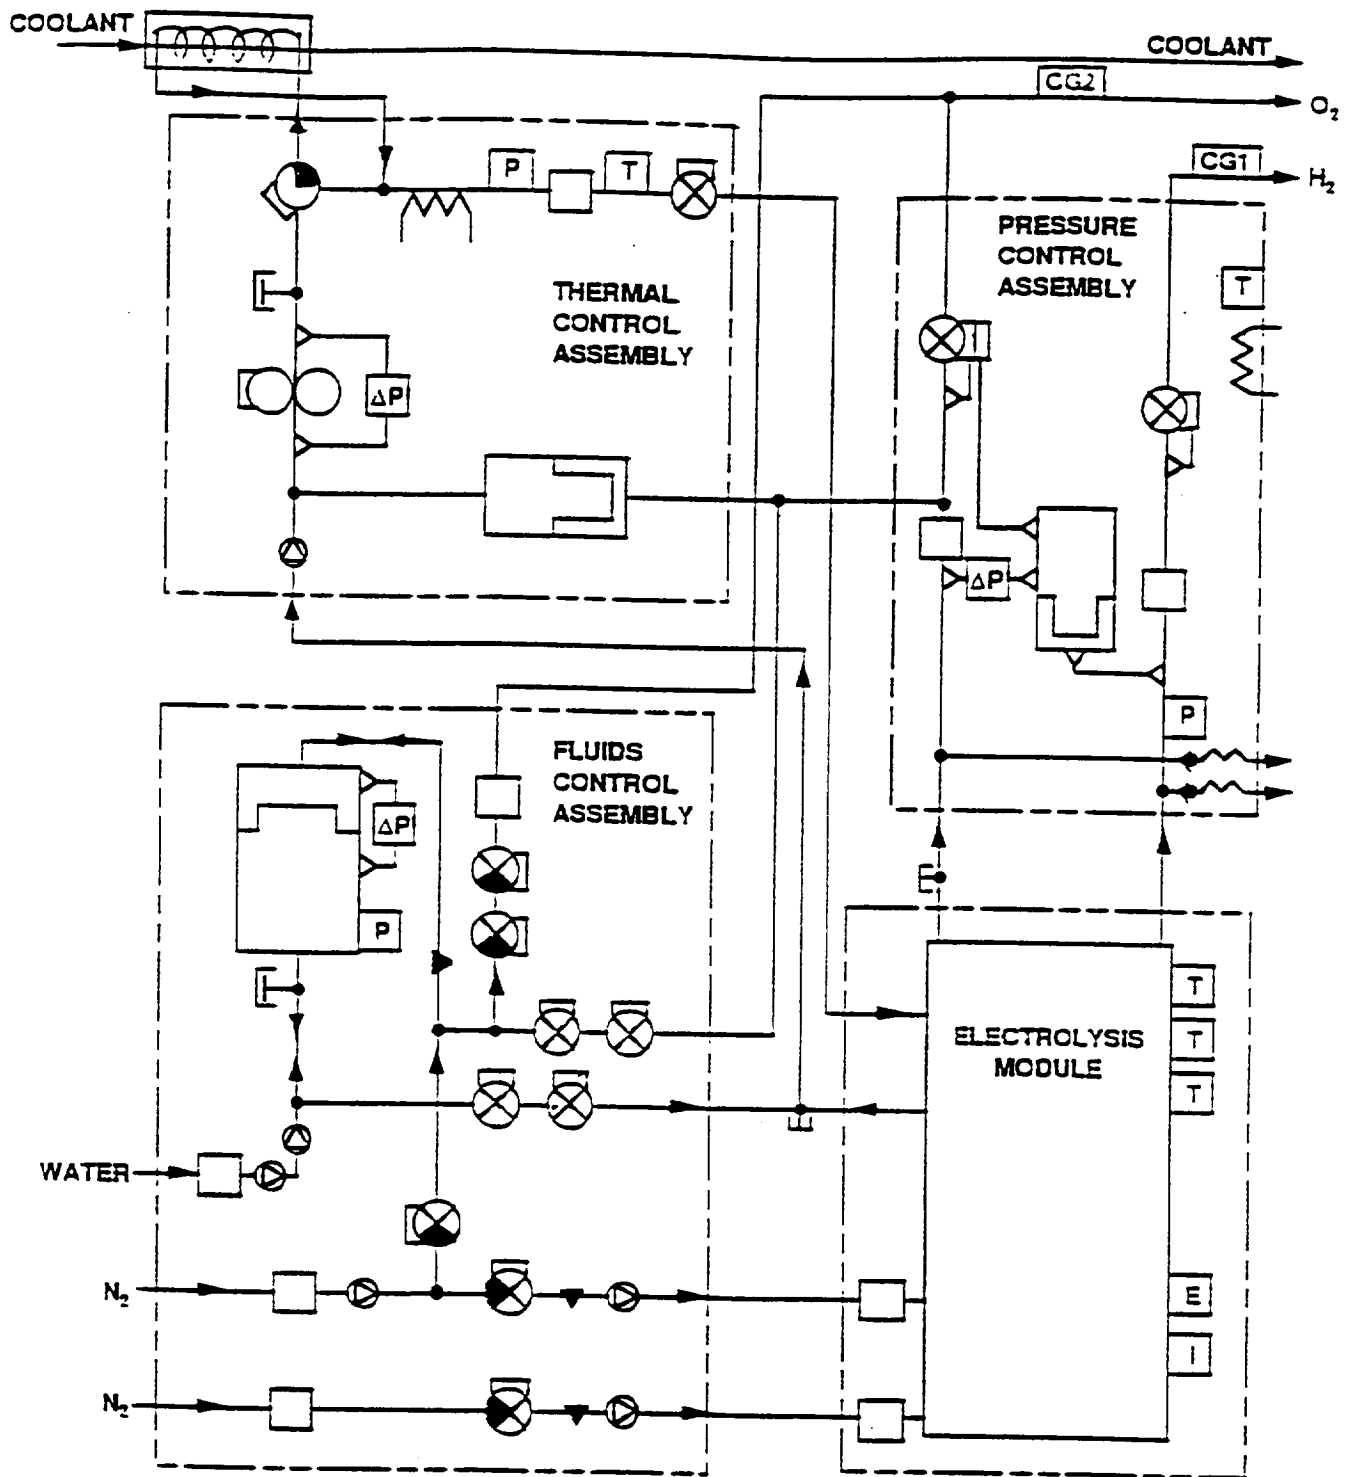 COOLANT
COOLANT
CG2
O₂
CG1
H₂
P
T
PRESSURE
CONTROL
ASSEMBLY
T
THERMAL
CONTROL
ASSEMBLY
ΔP
ΔP
P
FLUIDS
CONTROL
ASSEMBLY
ΔP
P
T
ELECTROLYSIS
MODULE
T
T
WATER
N₂
E
I
N₂